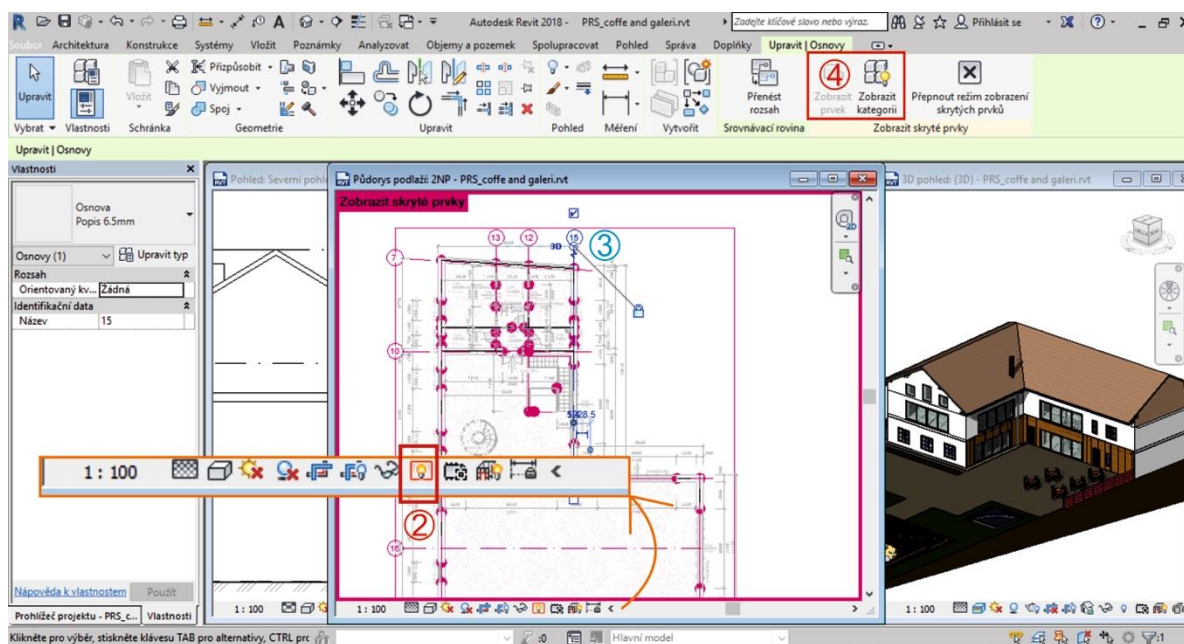 Autodesk Revit 2018 - PRS_coffe and galeri.rvt
Zadejte klíčové slovo nebo výraz.
Přihlásit se
Soubor Architektura Konstrukce Systémy Vložit Poznámky Analyzovat Objemy a pozemek Spolupracovat Pohled Správa Doplňky Upravit | Osnovy
Přizpůsobit
Vyjmout
Spoj
Upravit
Vložit
Přenést rozsah
④
Zobrazit prvek
Zobrazit kategorii
Přepnout režim zobrazení skrytých prvků
Vybrat Vlastnosti Schránka Geometrie Upravit Pohled Měření Vytvořit Srovnávací rovina Zobrazit skryté prvky
Upravit | Osnovy
Vlastnosti
Osnova
Popis 6.5mm
Osnovy (1) Upravit typ
Rozsah
Orientovaný kv... Žádná
Identifikační data
Název 15
Nápověda k vlastnostem Použít
Prohlížeč projektu - PRS_c... Vlastnosti
Pohled: Severní pohle
Půdorys podlaží: 2NP - PRS_coffe and galeri.rvt
3D pohled: {3D} - PRS_coffe and galeri.rvt
Zobrazit skryté prvky
2D
13 12 15
3D
③
7
10
1 : 100
②
16
1 : 100
1 : 100
1 : 100
Klikněte pro výběr, stiskněte klávesu TAB pro alternativy, CTRL prc
:0
Hlavní model
:1